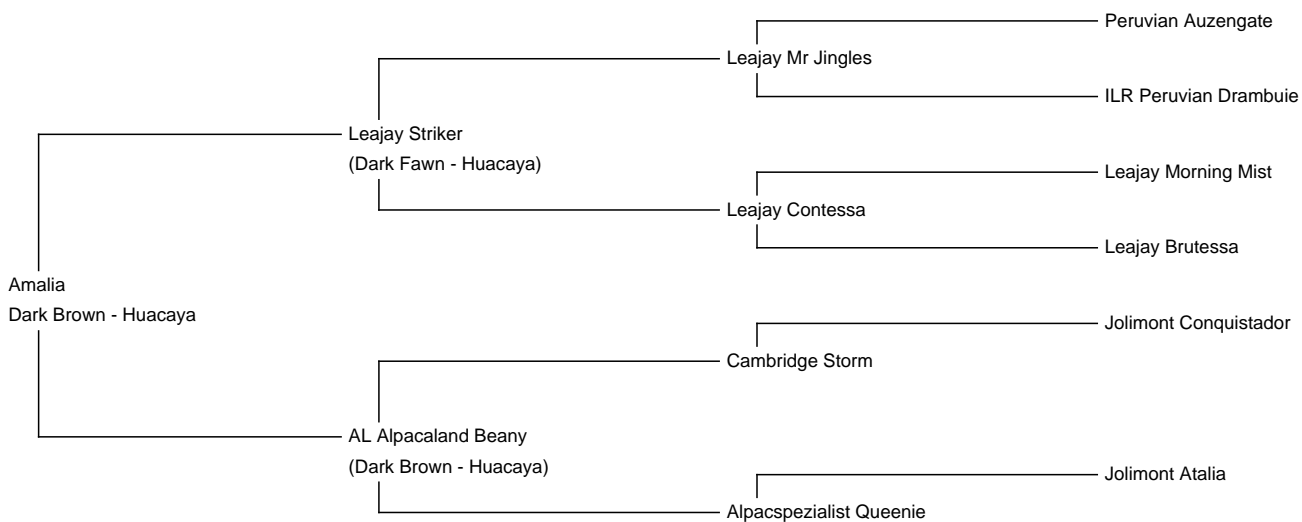 Peruvian Auzengate
Leajay Mr Jingles
ILR Peruvian Drambuie
Leajay Striker
(Dark Fawn - Huacaya)
Leajay Morning Mist
Leajay Contessa
Leajay Brutessa
Amalia
Dark Brown - Huacaya
Jolimont Conquistador
Cambridge Storm
AL Alpacaland Beany
(Dark Brown - Huacaya)
Jolimont Atalia
Alpacspezialist Queenie